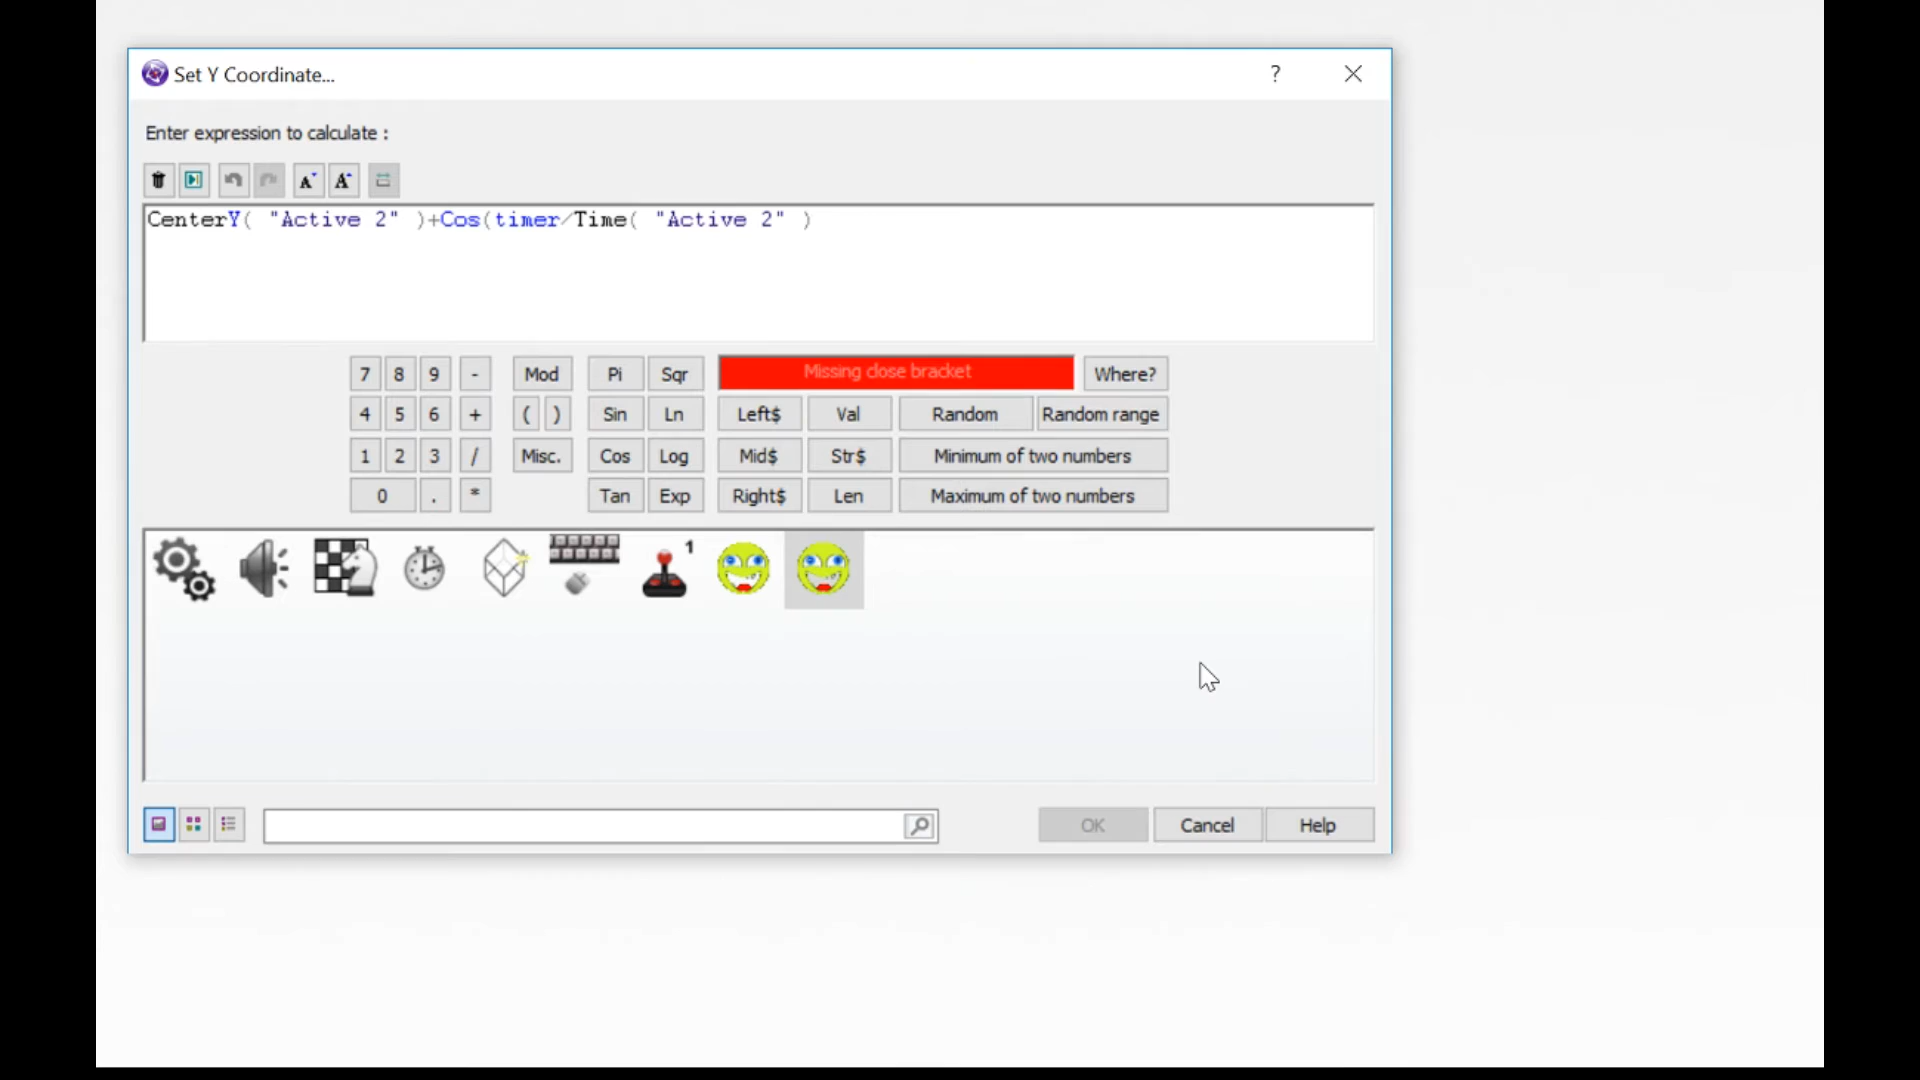 Set Y Coordinate...
?
Enter expression to calculate :
CenterY( "Active 2" )+Cos(timer/Time( "Active 2" )
7 8 9 - Mod Pi Sqr Missing close bracket Where?
4 5 6 + ( ) Sin Ln Left$ Val Random Random range
1 2 3 / Misc. Cos Log Mid$ Str$ Minimum of two numbers
0 . * Tan Exp Right$ Len Maximum of two numbers
1
OK Cancel Help